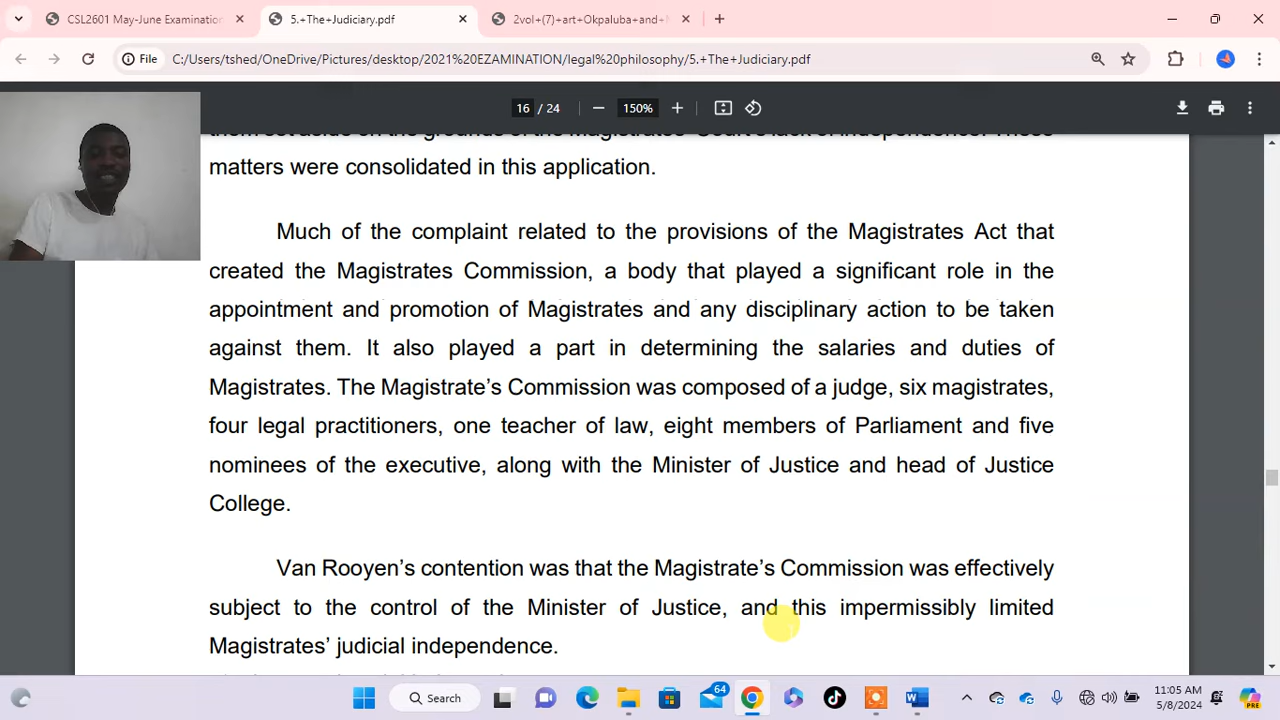 CSL2601 May-June Examination
5.+The+Judiciary.pdf
2vol+(7)+art+Okpaluba+and+
File
C:/Users/tshed/OneDrive/Pictures/desktop/2021%20EZAMINATION/legal%20philosophy/5.+The+Judiciary.pdf
16 / 24
150%
matters were consolidated in this application.
Much of the complaint related to the provisions of the Magistrates Act that
created the Magistrates Commission, a body that played a significant role in the
appointment and promotion of Magistrates and any disciplinary action to be taken
against them. It also played a part in determining the salaries and duties of
Magistrates. The Magistrate's Commission was composed of a judge, six magistrates,
four legal practitioners, one teacher of law, eight members of Parliament and five
nominees of the executive, along with the Minister of Justice and head of Justice
College.
Van Rooyen's contention was that the Magistrate's Commission was effectively
subject to the control of the Minister of Justice, and this impermissibly limited
Magistrates' judicial independence.
Search
64
11:05 AM
5/8/2024
PRE